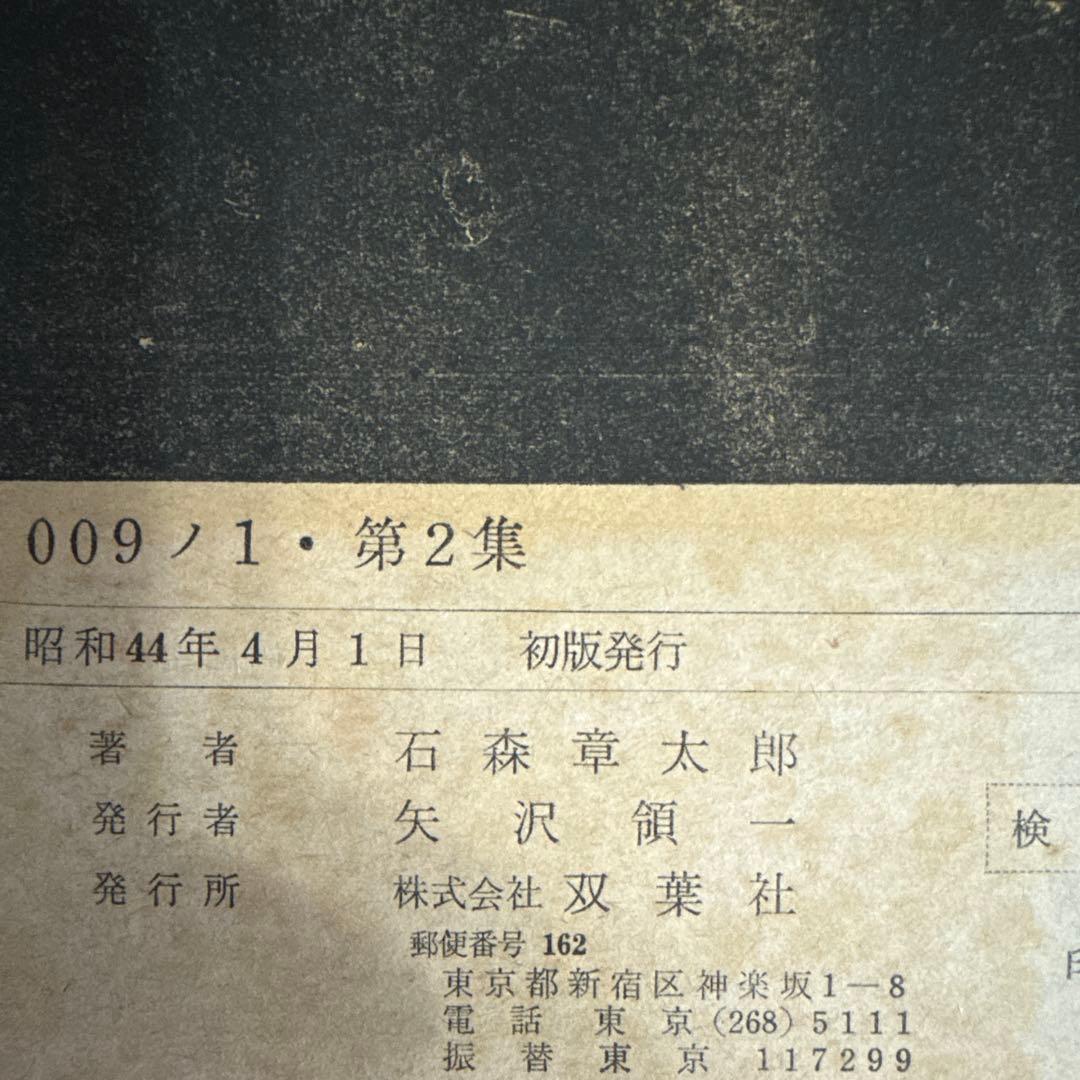 009ノ1・第2集
昭和44年4月1日 初版発行
著者 石森章太郎
発行者 矢沢領一
検
発行所 株式会社双葉社
郵便番号 162
東京都新宿区神楽坂1—8
電話 東京(268)5111
振替東京 117299